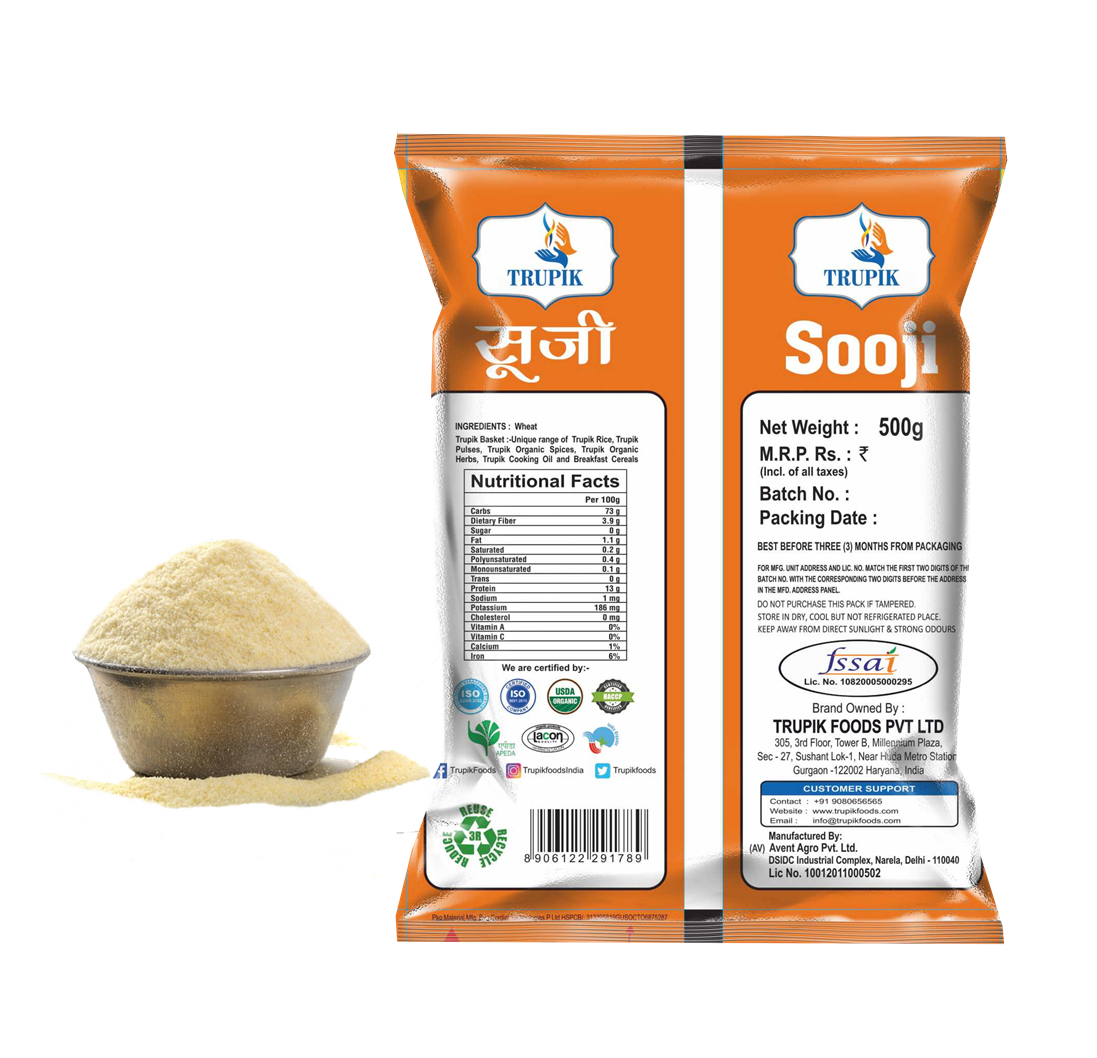 TRUPIK
सूजी
INGREDIENTS : Wheat
Trupik Basket :-Unique range of Trupik Rice, Trupik
Pulses, Trupik Organic Spices, Trupik Organic
Herbs, Trupik Cooking Oil and Breakfast Cereals
Nutritional Facts
Per 100g
Carbs 73 g
Dietary Fiber 3.9 g
Sugar 0 g
Fat 1.1 g
Saturated 0.2 g
Polyunsaturated 0.4 g
Monounsaturated 0.1 g
Trans 0 g
Protein 13 g
Sodium 1 mg
Potassium 186 mg
Cholesterol 0 mg
Vitamin A 0%
Vitamin C 0%
Calcium 1%
Iron 6%
We are certified by:-
ISO
CERTIFIED
ISO
COMPANY
USDA
ORGANIC
CERTIFIED
HACCP
एपीडा
APEDA
lacon
QUALITY
TrupikFoods TrupikfoodsIndia Trupikfoods
REDUCE REUSE RECYCLE
3R
8 906122 291789
TRUPIK
Sooji
Net Weight : 500g
M.R.P. Rs. : ₹
(Incl. of all taxes)
Batch No. :
Packing Date :
BEST BEFORE THREE (3) MONTHS FROM PACKAGING
FOR MFG. UNIT ADDRESS AND LIC. NO. MATCH THE FIRST TWO DIGITS OF THE
BATCH NO. WITH THE CORRESPONDING TWO DIGITS BEFORE THE ADDRESS
IN THE MFD. ADDRESS PANEL.
DO NOT PURCHASE THIS PACK IF TAMPERED.
STORE IN DRY, COOL BUT NOT REFRIGERATED PLACE.
KEEP AWAY FROM DIRECT SUNLIGHT & STRONG ODOURS
fssai
Lic. No. 10820005000295
Brand Owned By :
TRUPIK FOODS PVT LTD
305, 3rd Floor, Tower B, Millennium Plaza,
Sec - 27, Sushant Lok-1, Near Huda Metro Station
Gurgaon -122002 Haryana, India
CUSTOMER SUPPORT
Contact : +91 9080656565
Website : www.trupikfoods.com
Email : info@trupikfoods.com
Manufactured By:
(AV) Avent Agro Pvt. Ltd.
DSIDC Industrial Complex, Narela, Delhi - 110040
Lic No. 10012011000502